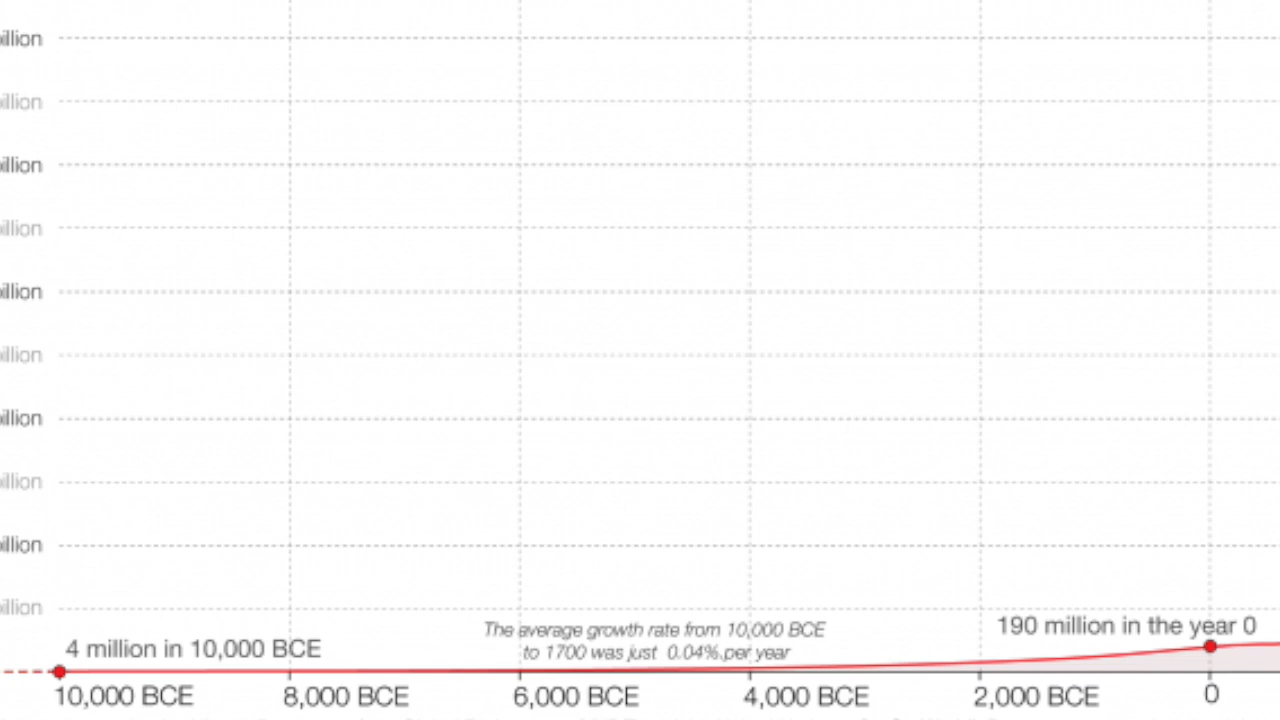 illion
illion
illion
illion
illion
illion
illion
illion
illion
illion
The average growth rate from 10,000 BCE
to 1700 was just 0.04% per year
190 million in the year 0
4 million in 10,000 BCE
10,000 BCE
8,000 BCE
6,000 BCE
4,000 BCE
2,000 BCE
0